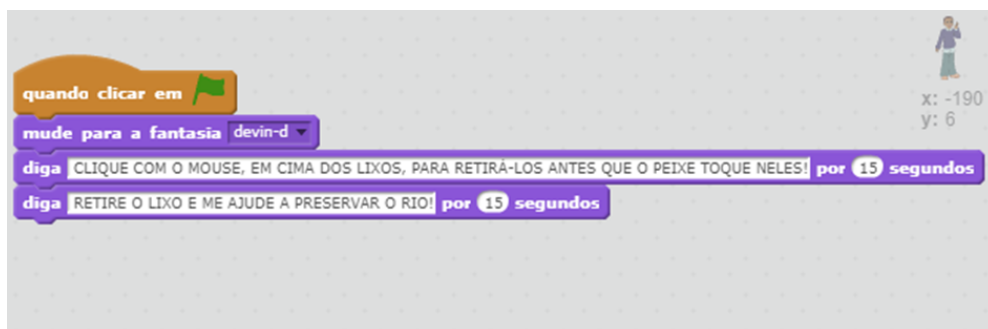 quando clicar em
mude para a fantasia devin-d
diga CLIQUE COM O MOUSE, EM CIMA DOS LIXOS, PARA RETIRÁ-LOS ANTES QUE O PEIXE TOQUE NELES! por 15 segundos
diga RETIRE O LIXO E ME AJUDE A PRESERVAR O RIO! por 15 segundos
x: -190
y: 6